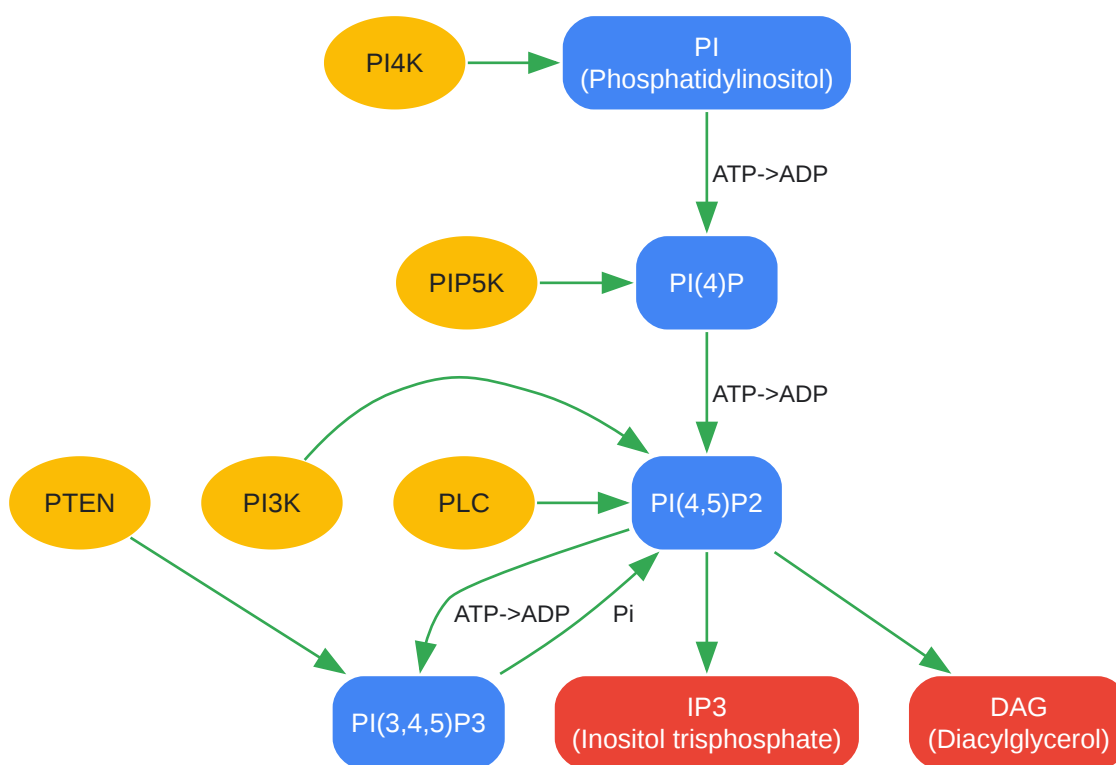 PI4K
PI
(Phosphatidylinositol)
ATP->ADP
PIP5K
PI(4)P
ATP->ADP
PTEN
PI3K
PLC
PI(4,5)P2
ATP->ADP
Pi
PI(3,4,5)P3
IP3
(Inositol trisphosphate)
DAG
(Diacylglycerol)